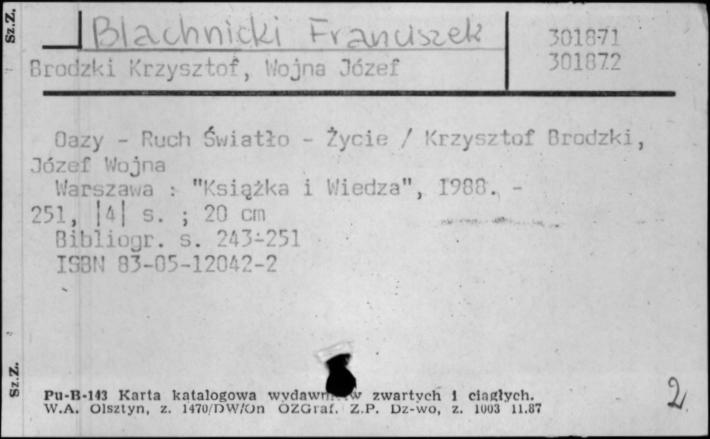 Sz.Z.
Blachnicki Franciszek
301871
Brodzki Krzysztof, Wojna Józef
301872
Oazy - Ruch Światło - Życie / Krzysztof Brodzki,
Józef Wojna
Warszawa : "Książka i Wiedza", 1988. -
251, |4| s. ; 20 cm
Bibliogr. s. 243-251
ISBN 83-05-12042-2
Sz.Z.
Pu-B-143 Karta katalogowa zwartych i ciągłych.
W.A. Olsztyn, z. 1470/DW/On OZGraf. Z.P. Dz-wo, z. 1003 11.87
2